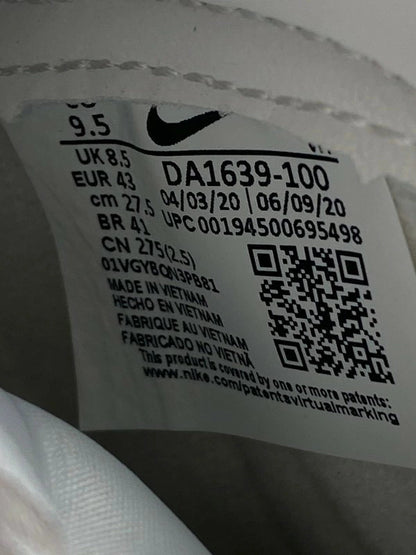 9.5
UK 8.5
EUR 43
cm 27.5
BR 41
CN 275(2.5)
01VGYBQN3PB81
MADE IN VIETNAM
HECHO EN VIETNAM
FABRIQUE AU VIETNAM
FABRICADO NO VIETNÃ
DA1639-100
04/03/20 | 06/09/20
UPC 00194500695498
This product is covered by one or more patents:
www.nike.com/patentsvirtualmarking